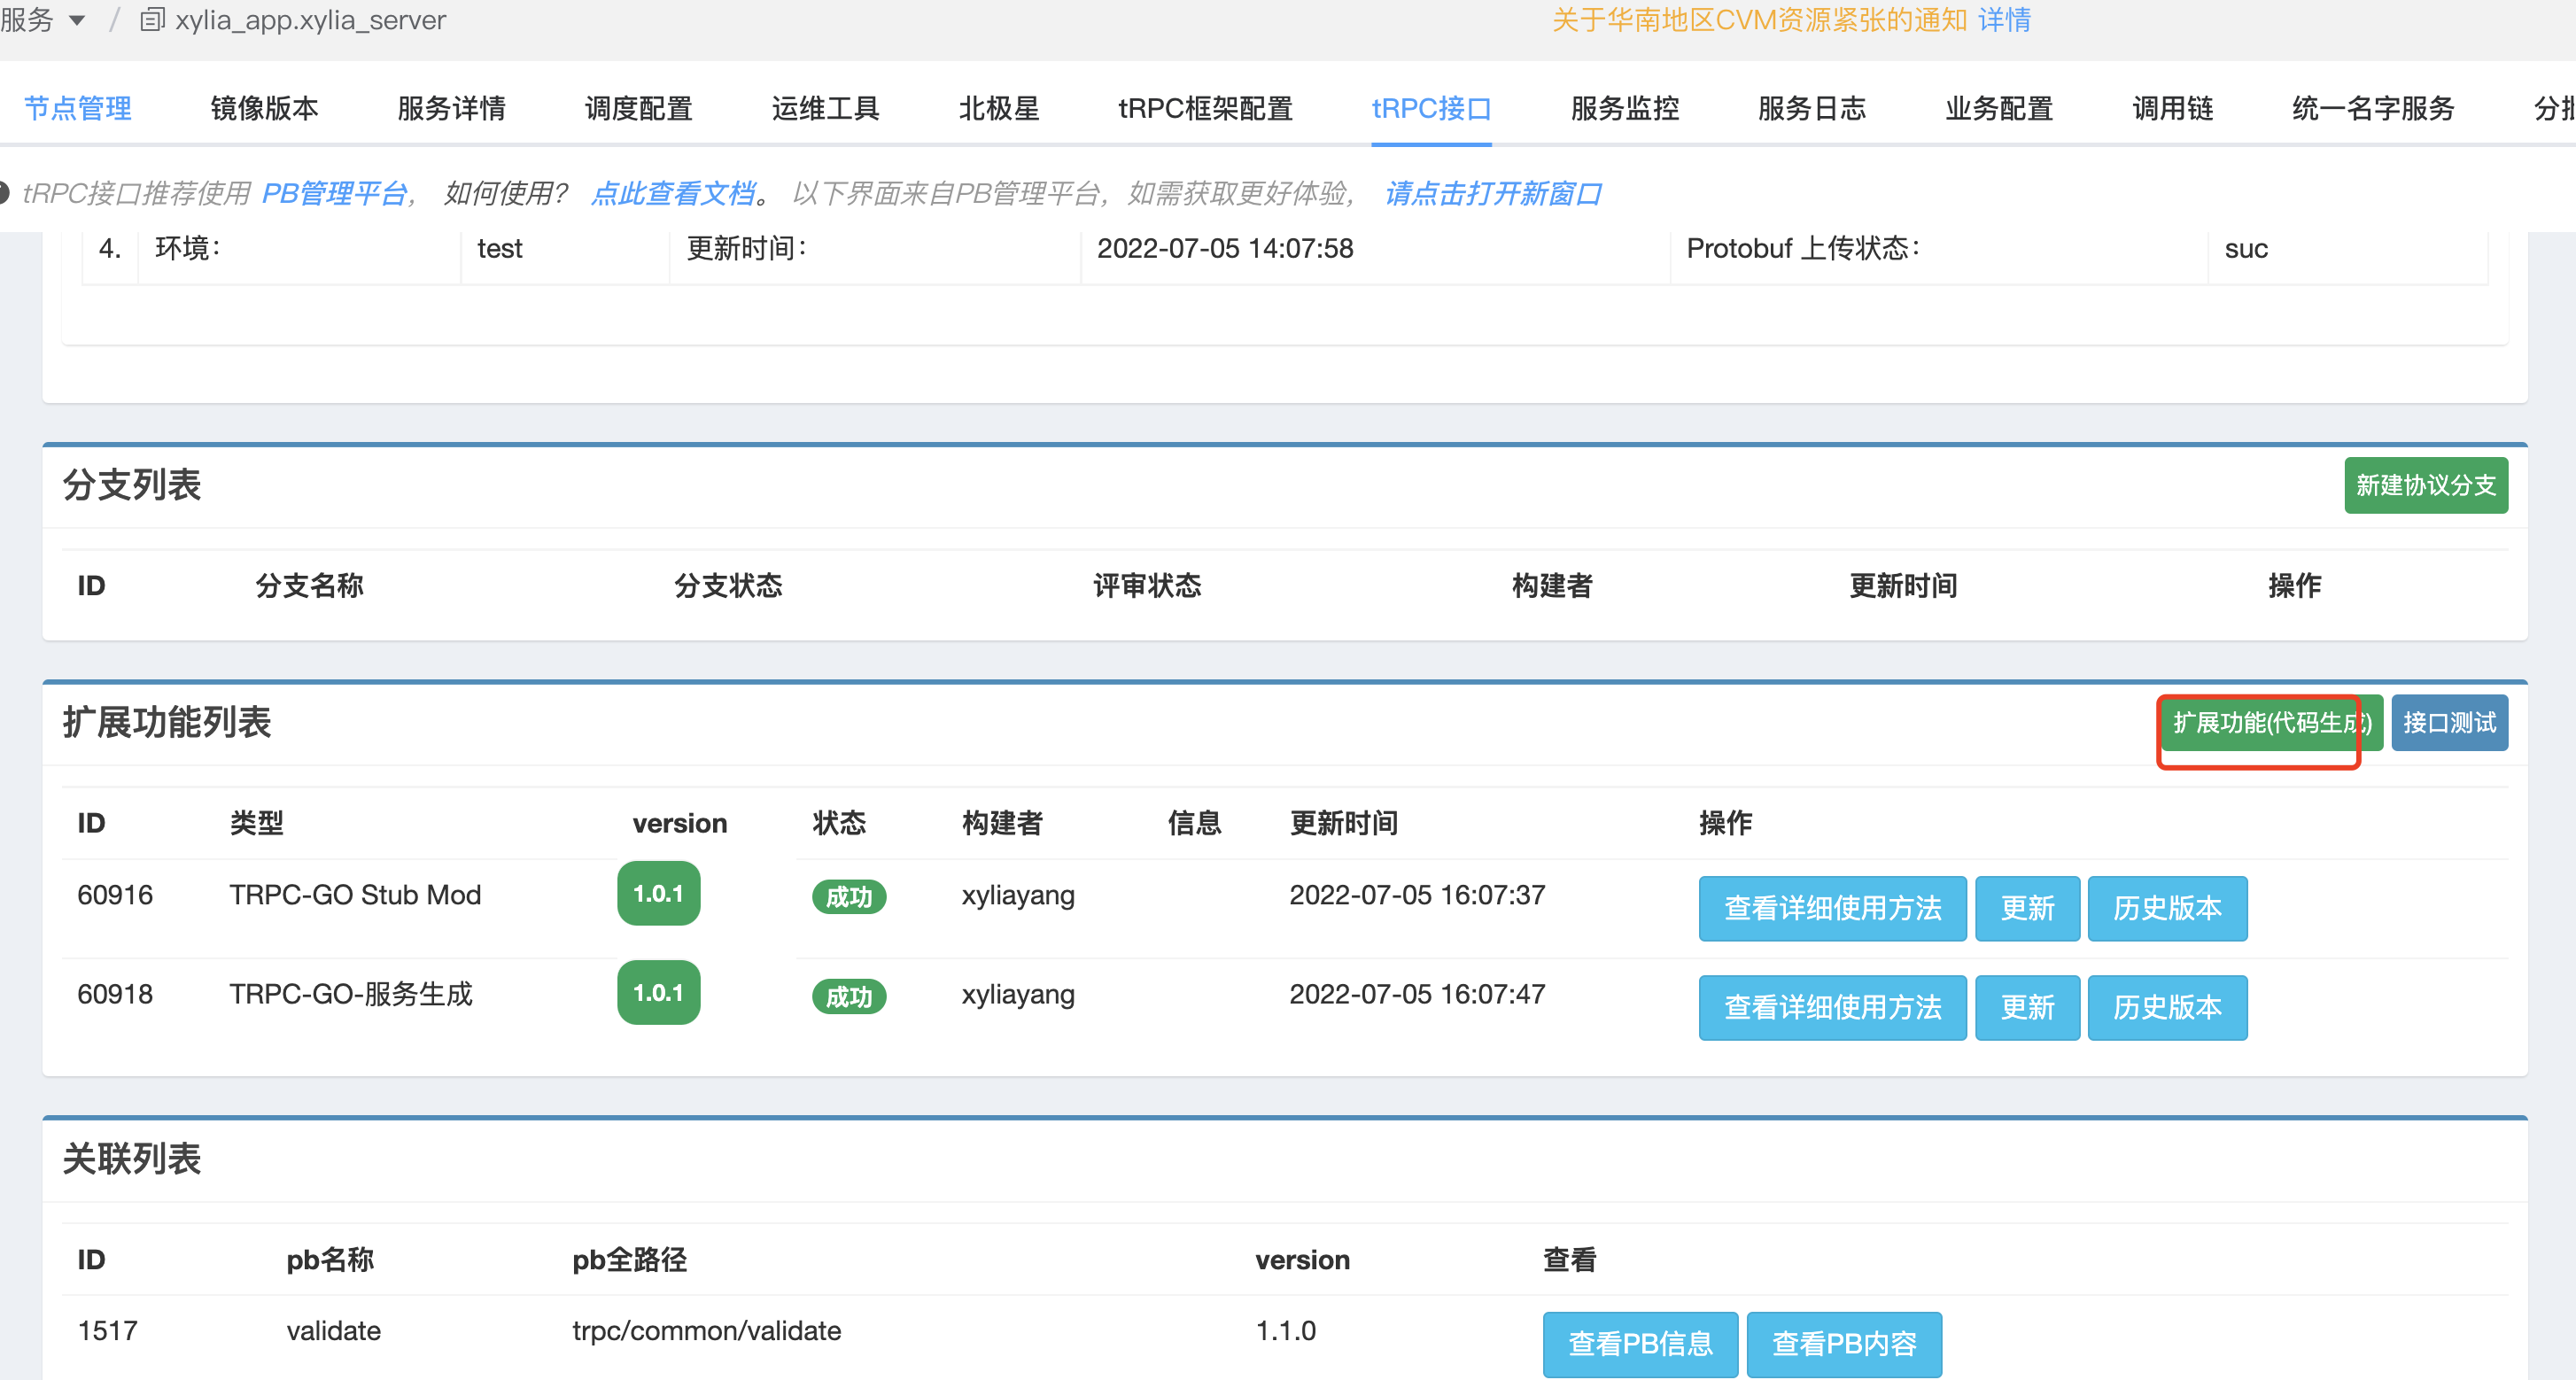 服务 / xylia_app.xylia_server 关于华南地区CVM资源紧张的通知 详情
节点管理 镜像版本 服务详情 调度配置 运维工具 北极星 tRPC框架配置 tRPC接口 服务监控 服务日志 业务配置 调用链 统一名字服务 分批
tRPC接口推荐使用 PB管理平台， 如何使用？ 点此查看文档。 以下界面来自PB管理平台，如需获取更好体验， 请点击打开新窗口
4. 环境： test 更新时间： 2022-07-05 14:07:58 Protobuf 上传状态： suc
分支列表 新建协议分支
ID 分支名称 分支状态 评审状态 构建者 更新时间 操作
扩展功能列表 扩展功能(代码生成) 接口测试
ID 类型 version 状态 构建者 信息 更新时间 操作
60916 TRPC-GO Stub Mod 1.0.1 成功 xyliayang 2022-07-05 16:07:37 查看详细使用方法 更新 历史版本
60918 TRPC-GO-服务生成 1.0.1 成功 xyliayang 2022-07-05 16:07:47 查看详细使用方法 更新 历史版本
关联列表
ID pb名称 pb全路径 version 查看
1517 validate trpc/common/validate 1.1.0 查看PB信息 查看PB内容